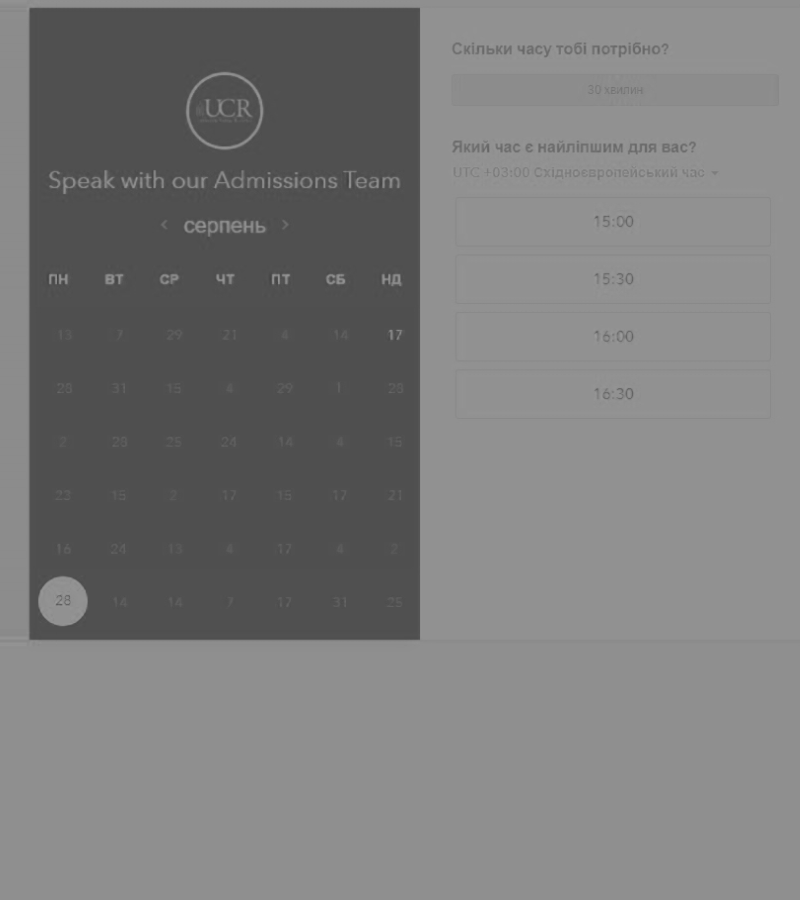 UCR
Speak with our Admissions Team
серпень
ПН ВТ СР ЧТ ПТ СБ НД
13 7 29 21 4 14 17
28 31 15 4 29 1 28
2 28 25 24 14 4 15
22 15 2 17 15 17 21
16 24 13 4 17 4 2
28 14 14 7 17 31 25
Скільки часу тобі потрібно?
30 хвилин
Який час є найліпшим для вас?
UTC +03:00 Східноєвропейський час
15:00
15:30
16:00
16:30